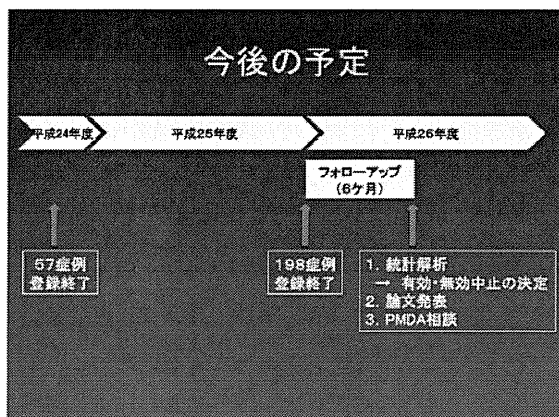 今後の予定
平成24年度
平成25年度
平成26年度
フォローアップ
(6ケ月)
57症例
登録終了
198症例
登録終了
1. 統計解析
→ 有効・無効中止の決定
2. 論文発表
3. PMDA相談